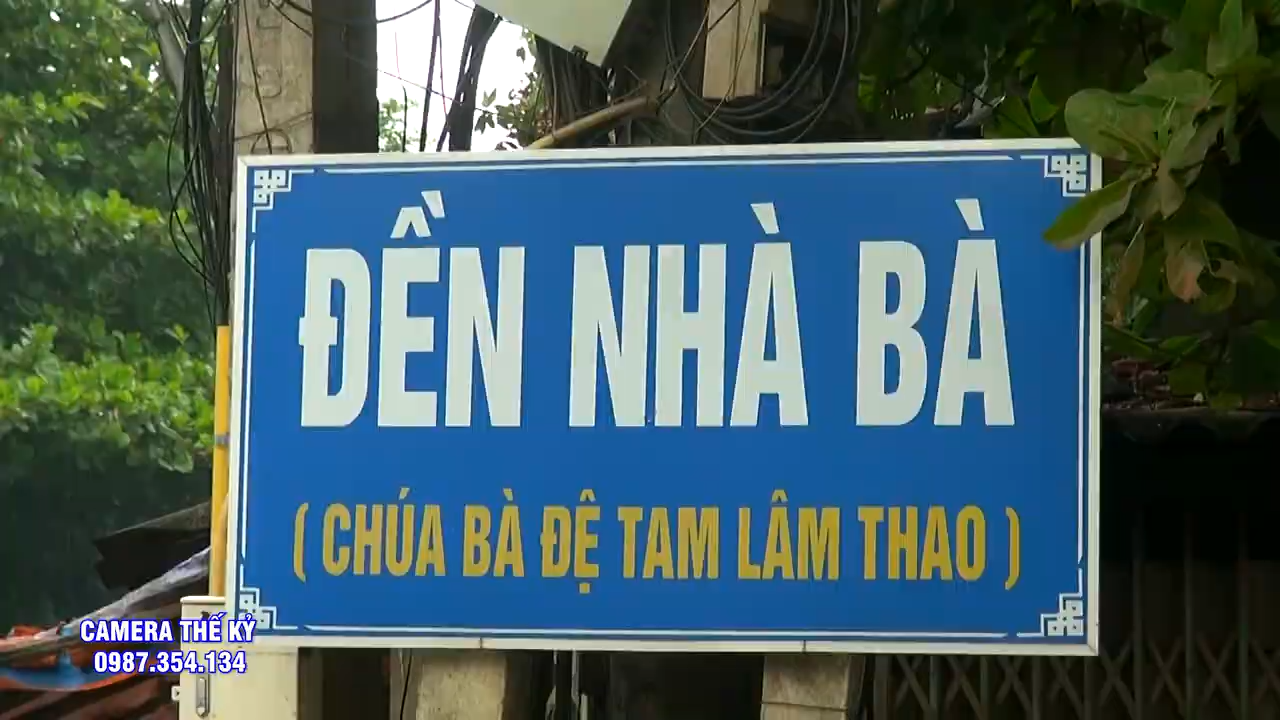 ĐỀN NHÀ BÀ
( CHÚA BÀ ĐỆ TAM LÂM THAO )
CAMERA THẾ KỶ
0987.354.134